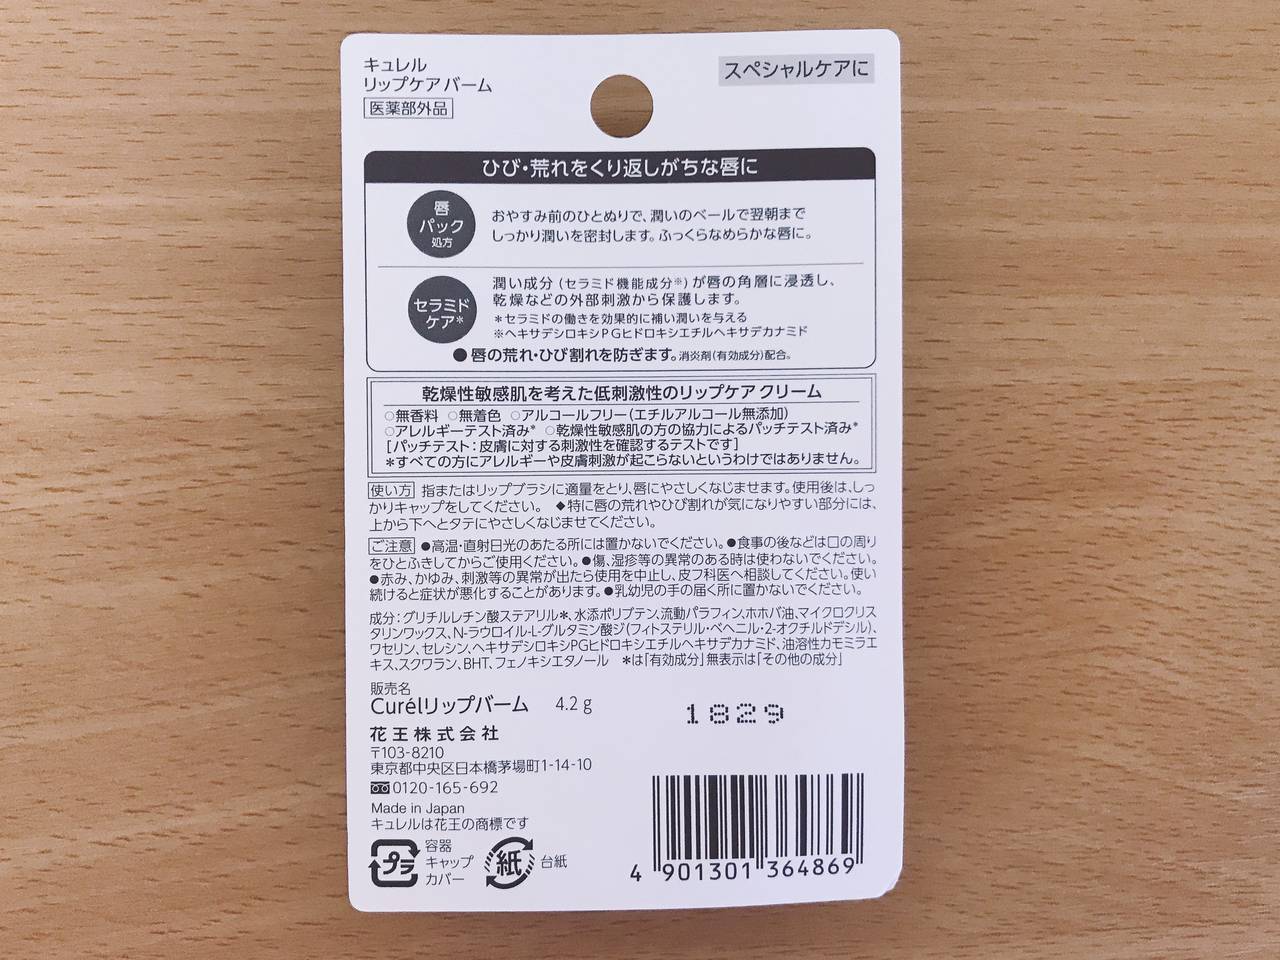 キュレル
リップケア バーム
医薬部外品
スペシャルケアに
ひび・荒れをくり返しがちな唇に
唇
パック
処方
おやすみ前のひとぬりで、潤いのベールで翌朝まで
しっかり潤いを密封します。ふっくらなめらかな唇に。
セラミド
ケア*
潤い成分(セラミド機能成分※)が唇の角層に浸透し、
乾燥などの外部刺激から保護します。
*セラミドの働きを効果的に補い潤いを与える
※ヘキサデシロキシPGヒドロキシエチルヘキサデカナミド
●唇の荒れ・ひび割れを防ぎます。消炎剤(有効成分)配合。
乾燥性敏感肌を考えた低刺激性のリップケア クリーム
○無香料 ○無着色 ○アルコールフリー(エチルアルコール無添加)
○アレルギーテスト済み* ○乾燥性敏感肌の方の協力によるパッチテスト済み*
[パッチテスト:皮膚に対する刺激性を確認するテストです]
*すべての方にアレルギーや皮膚刺激が起こらないというわけではありません。
使い方 指またはリップブラシに適量をとり、唇にやさしくなじませます。使用後は、しっ
かりキャップをしてください。 ◆特に唇の荒れやひび割れが気になりやすい部分には、
上から下へとタテにやさしくなじませてください。
ご注意 ●高温・直射日光のあたる所には置かないでください。●食事の後などは口の周り
をひとふきしてからご使用ください。●傷、湿疹等の異常のある時は使わないでください。
●赤み、かゆみ、刺激等の異常が出たら使用を中止し、皮フ科医へ相談してください。使い
続けると症状が悪化することがあります。●乳幼児の手の届く所に置かないでください。
成分:グリチルレチン酸ステアリル*、水添ポリブテン、流動パラフィン、ホホバ油、マイクロクリス
タリンワックス、N-ラウロイル-L-グルタミン酸ジ(フィトステリル・ベヘニル・2-オクチルドデシル)、
ワセリン、セレシン、ヘキサデシロキシPGヒドロキシエチルヘキサデカナミド、油溶性カモミラエ
キス、スクワラン、BHT、フェノキシエタノール *は「有効成分」無表示は「その他の成分」
販売名
Curélリップバーム 4.2 g
1829
花王株式会社
〒103-8210
東京都中央区日本橋茅場町1-14-10
0120-165-692
Made in Japan
キュレルは花王の商標です
プラ
容器
キャップ
カバー
紙
台紙
4 901301 364869